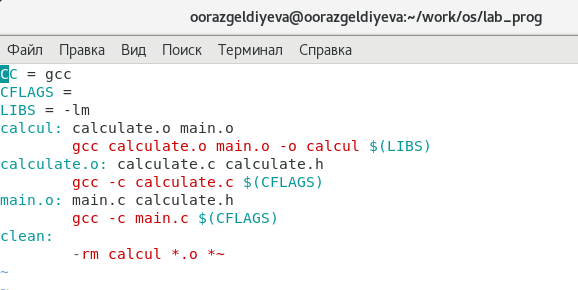 oorazgeldiyeva@oorazgeldiyeva:~/work/os/lab_prog
Файл Правка Вид Поиск Терминал Справка
CC = gcc
CFLAGS =
LIBS = -lm
calcul: calculate.o main.o
        gcc calculate.o main.o -o calcul $(LIBS)
calculate.o: calculate.c calculate.h
        gcc -c calculate.c $(CFLAGS)
main.o: main.c calculate.h
        gcc -c main.c $(CFLAGS)
clean:
        -rm calcul *.o *~
~
~